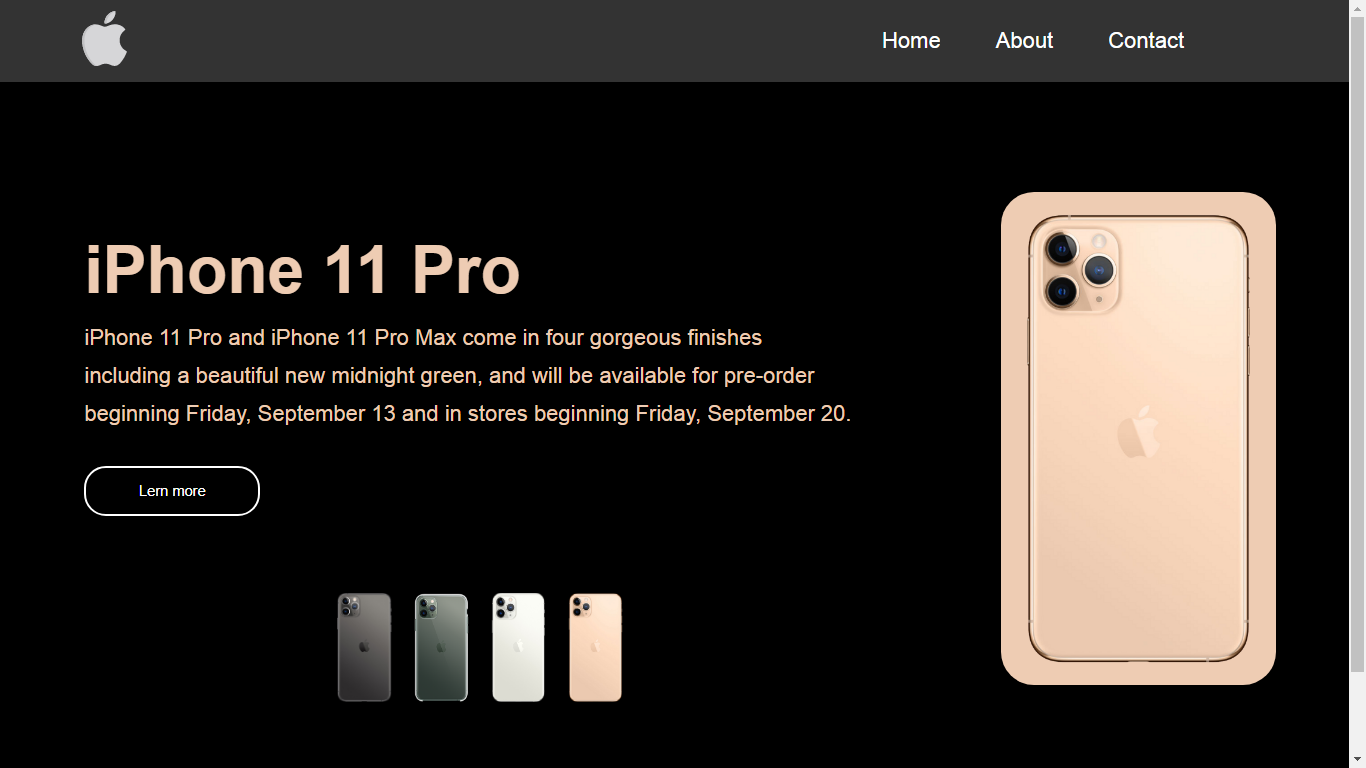 Home About Contact
iPhone 11 Pro
iPhone 11 Pro and iPhone 11 Pro Max come in four gorgeous finishes
including a beautiful new midnight green, and will be available for pre-order
beginning Friday, September 13 and in stores beginning Friday, September 20.
Lern more